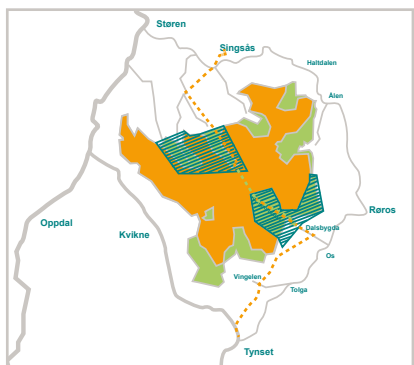 Støren
Singsås
Haltdalen
Ålen
Oppdal
Kvikne
Røros
Dalsbygda
Os
Vingelen
Tolga
Tynset